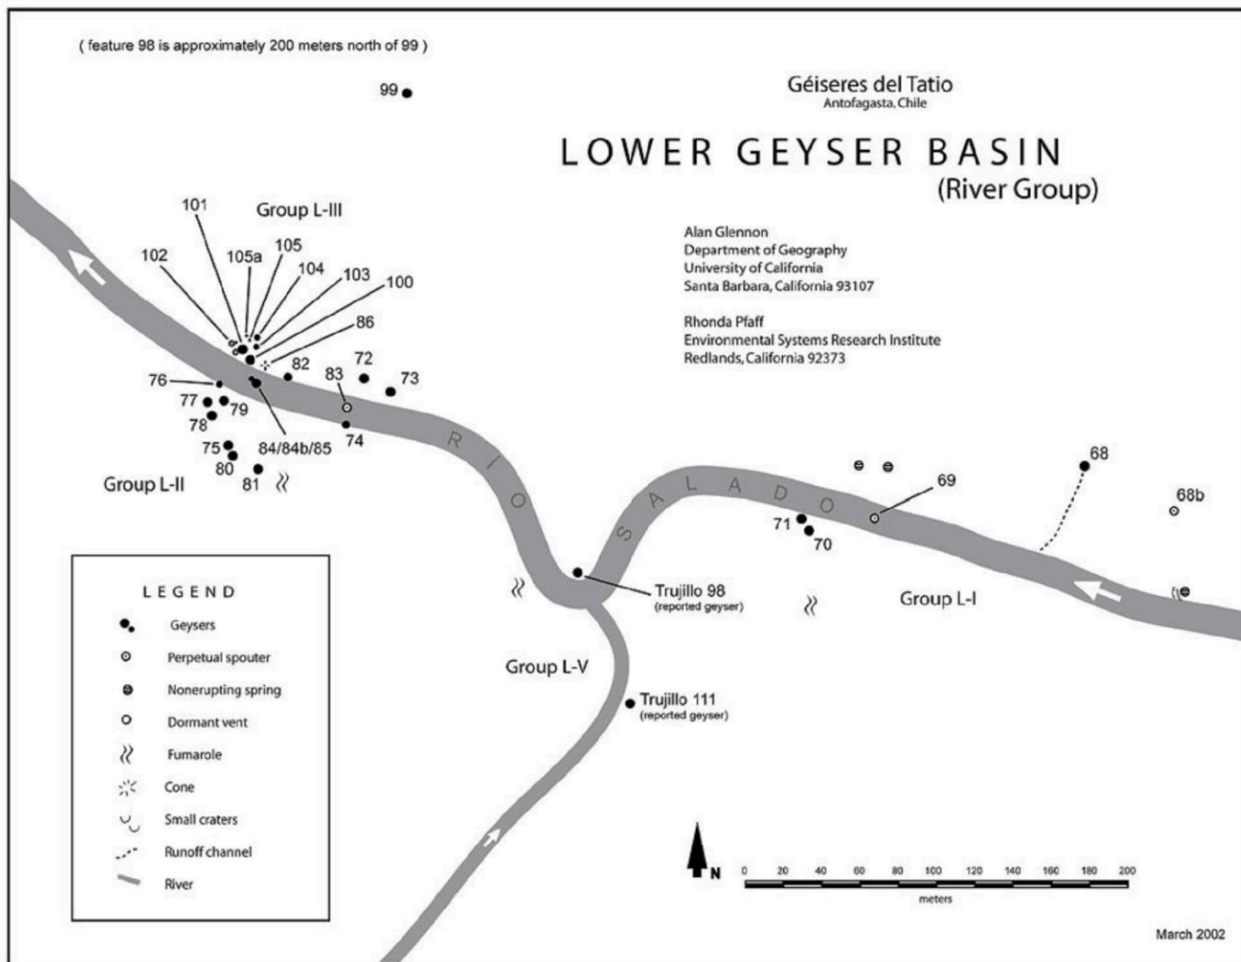 ( feature 98 is approximately 200 meters north of 99 )
99
Géiseres del Tatio
Antofagasta, Chile
LOWER GEYSER BASIN
(River Group)
Alan Glennon
Department of Geography
University of California
Santa Barbara, California 93107
Rhonda Pfaff
Environmental Systems Research Institute
Redlands, California 92373
101
Group L-III
102
105a
105
104
103
100
86
82
72
83
73
76
77
79
78
74
75
84/84b/85
80
81
Group L-II
RIO SALADO
69
68
68b
71
70
Trujillo 98
(reported geyser)
Group L-I
Group L-V
Trujillo 111
(reported geyser)
LEGEND
Geysers
Perpetual spouter
Nonerupting spring
Dormant vent
Fumarole
Cone
Small craters
Runoff channel
River
N
0 20 40 60 80 100 120 140 160 180 200
meters
March 2002